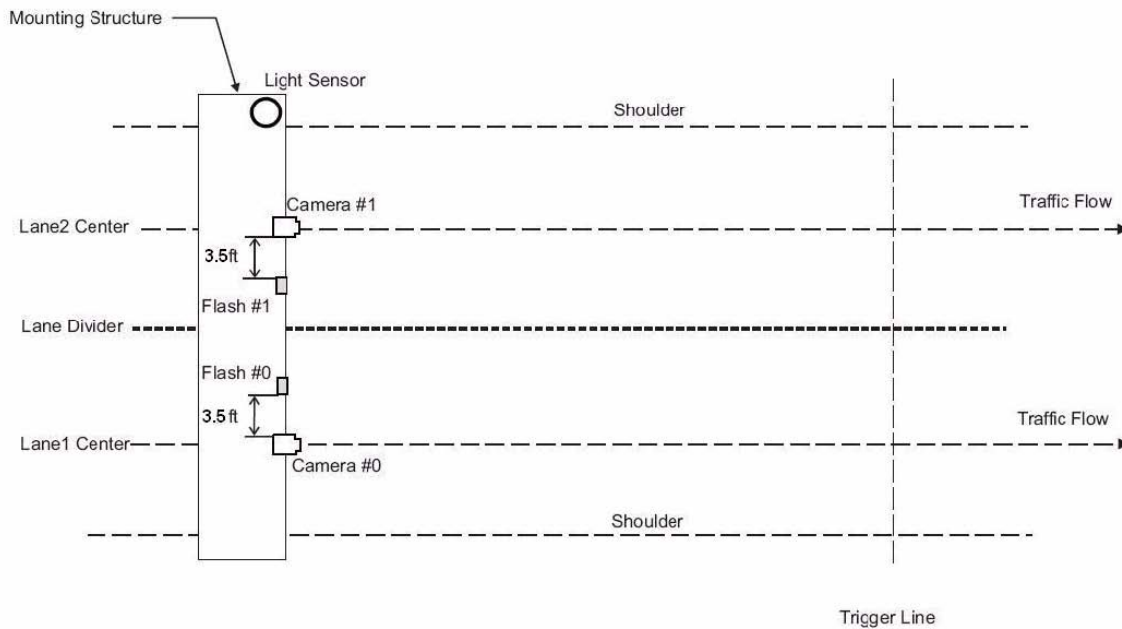 Mounting Structure
Light Sensor
Shoulder
Camera #1
Traffic Flow
Lane2 Center
3.5ft
Flash #1
Lane Divider
Flash #0
3.5ft
Traffic Flow
Lane1 Center
Camera #0
Shoulder
Trigger Line